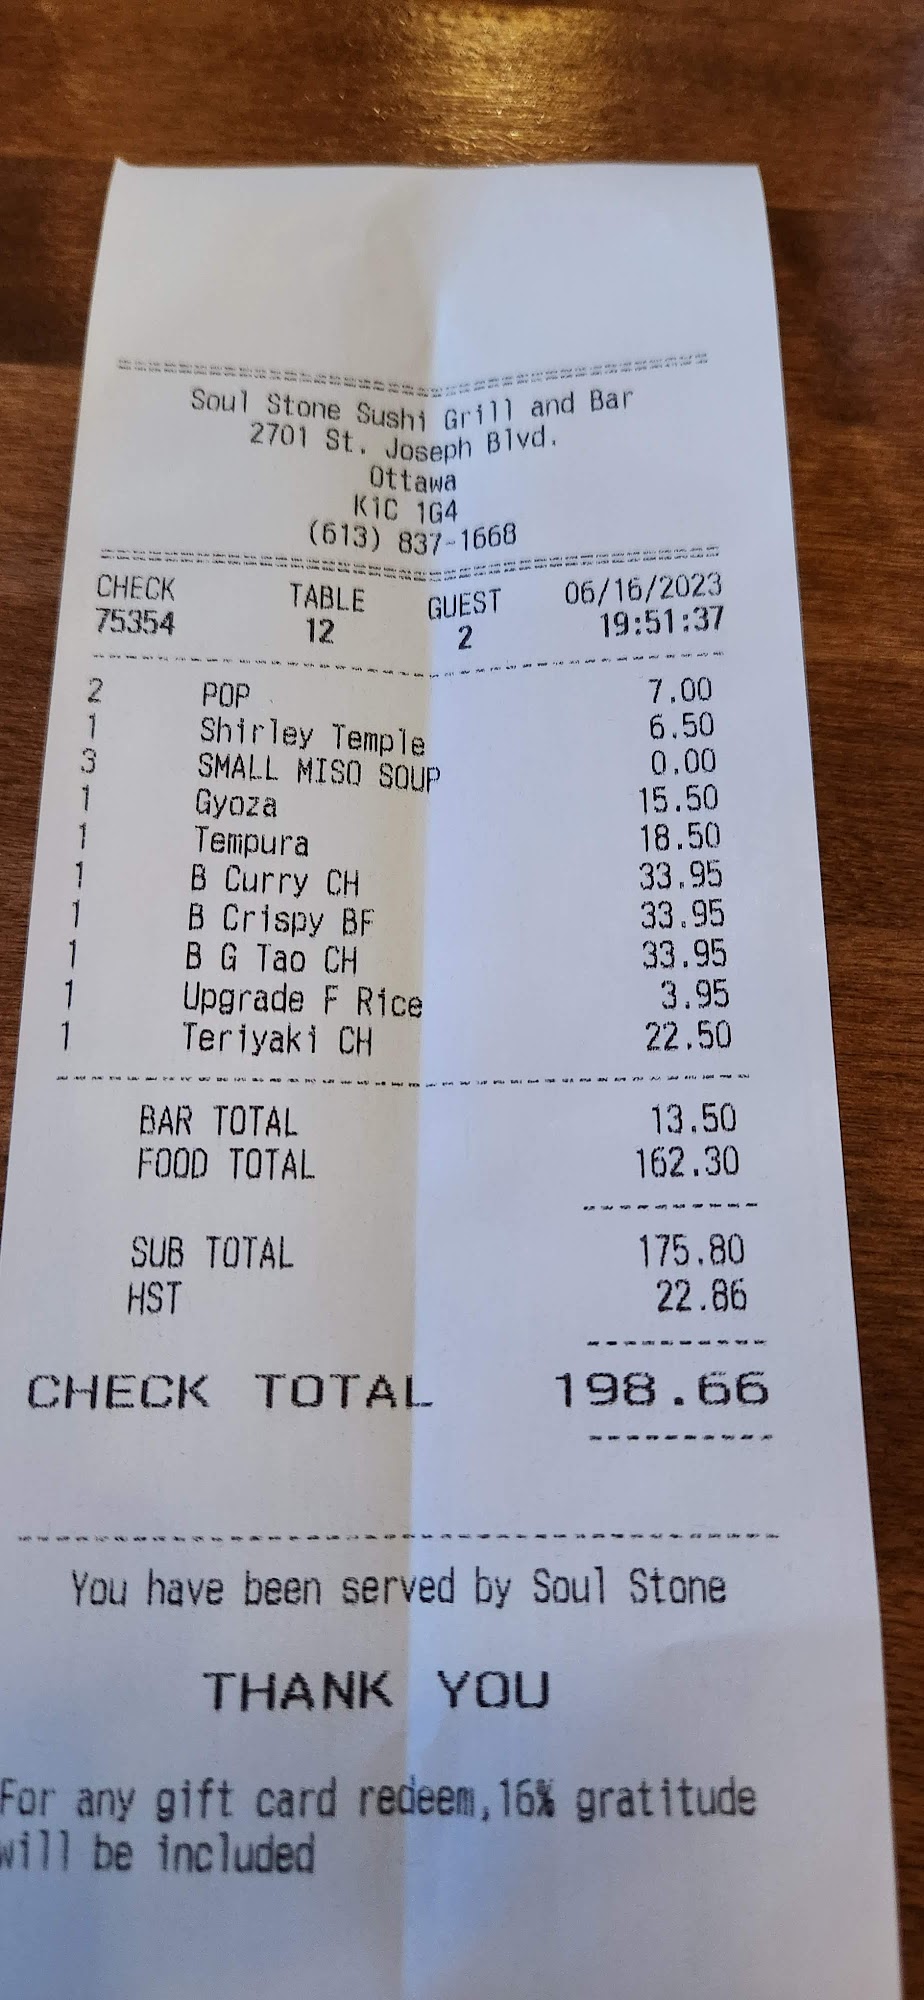 Soul Stone Sushi Grill and Bar
2701 St. Joseph Blvd.
Ottawa
K1C 1G4
(613) 837-1668
CHECK TABLE GUEST 06/16/2023
75354 12 2 19:51:37
2 POP 7.00
1 Shirley Temple 6.50
3 SMALL MISO SOUP 0.00
1 Gyoza 15.50
1 Tempura 18.50
1 B Curry CH 33.95
1 B Crispy BF 33.95
1 B G Tao CH 33.95
1 Upgrade F Rice 3.95
1 Teriyaki CH 22.50
BAR TOTAL 13.50
FOOD TOTAL 162.30
SUB TOTAL 175.80
HST 22.86
CHECK TOTAL 198.66
You have been served by Soul Stone
THANK YOU
For any gift card redeem,16% gratitude
will be included